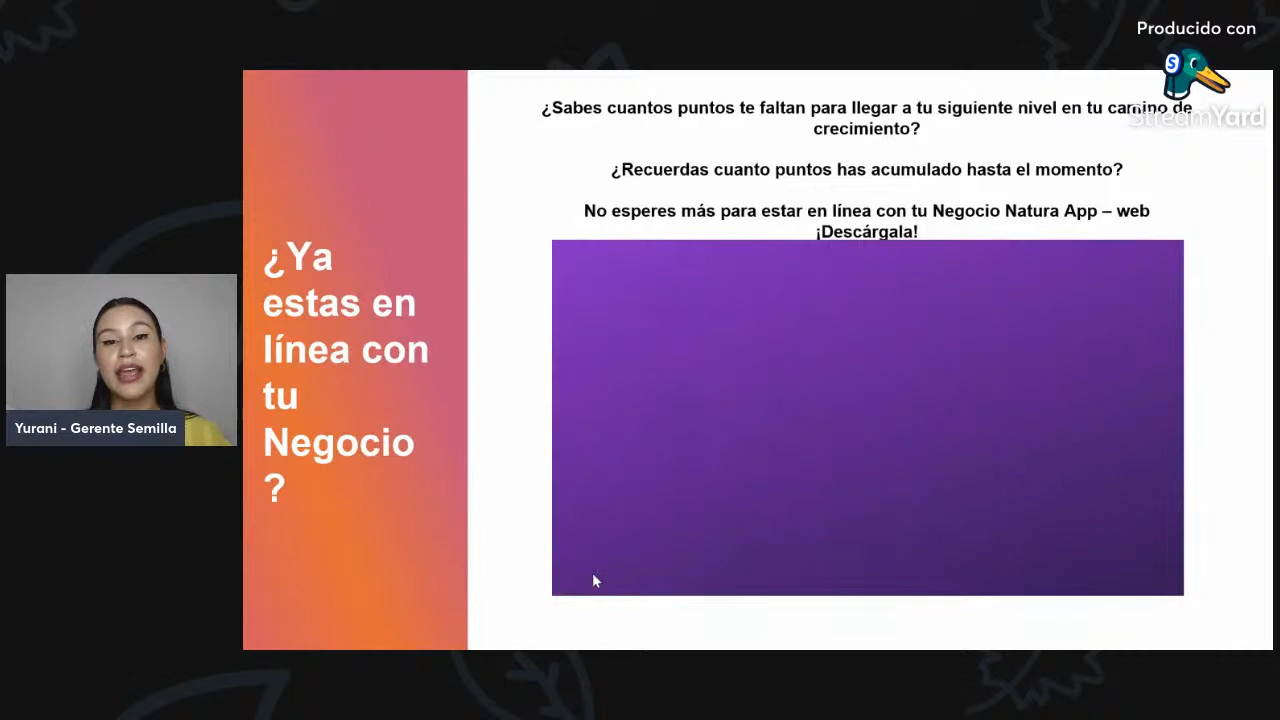 Producido con
StreamYard
¿Sabes cuantos puntos te faltan para llegar a tu siguiente nivel en tu camino de
crecimiento?
¿Recuerdas cuanto puntos has acumulado hasta el momento?
No esperes más para estar en línea con tu Negocio Natura App – web
¡Descárgala!
¿Ya
estas en
línea con
tu
Negocio
?
Yurani - Gerente Semilla